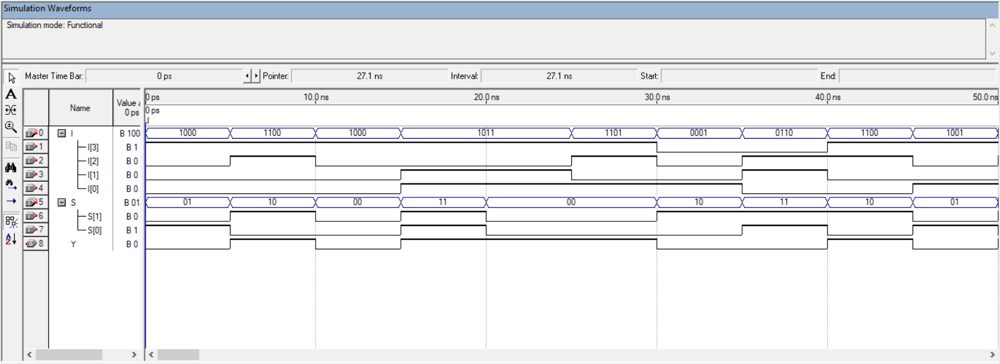 Simulation Waveforms
Simulation mode: Functional
Master Time Bar: 0 ps Pointer: 27.1 ns Interval: 27.1 ns Start: End:
Name Value a 0 ps
0 ps 10.0 ns 20.0 ns 30.0 ns 40.0 ns 50.0 ns
0 ps
0 I B 100 1000 1100 1000 1011 1101 0001 0110 1100 1001
1 I[3] B 1
2 I[2] B 0
3 I[1] B 0
4 I[0] B 0
5 S B 01 01 10 00 11 00 10 11 10 01
6 S[1] B 0
7 S[0] B 1
8 Y B 0